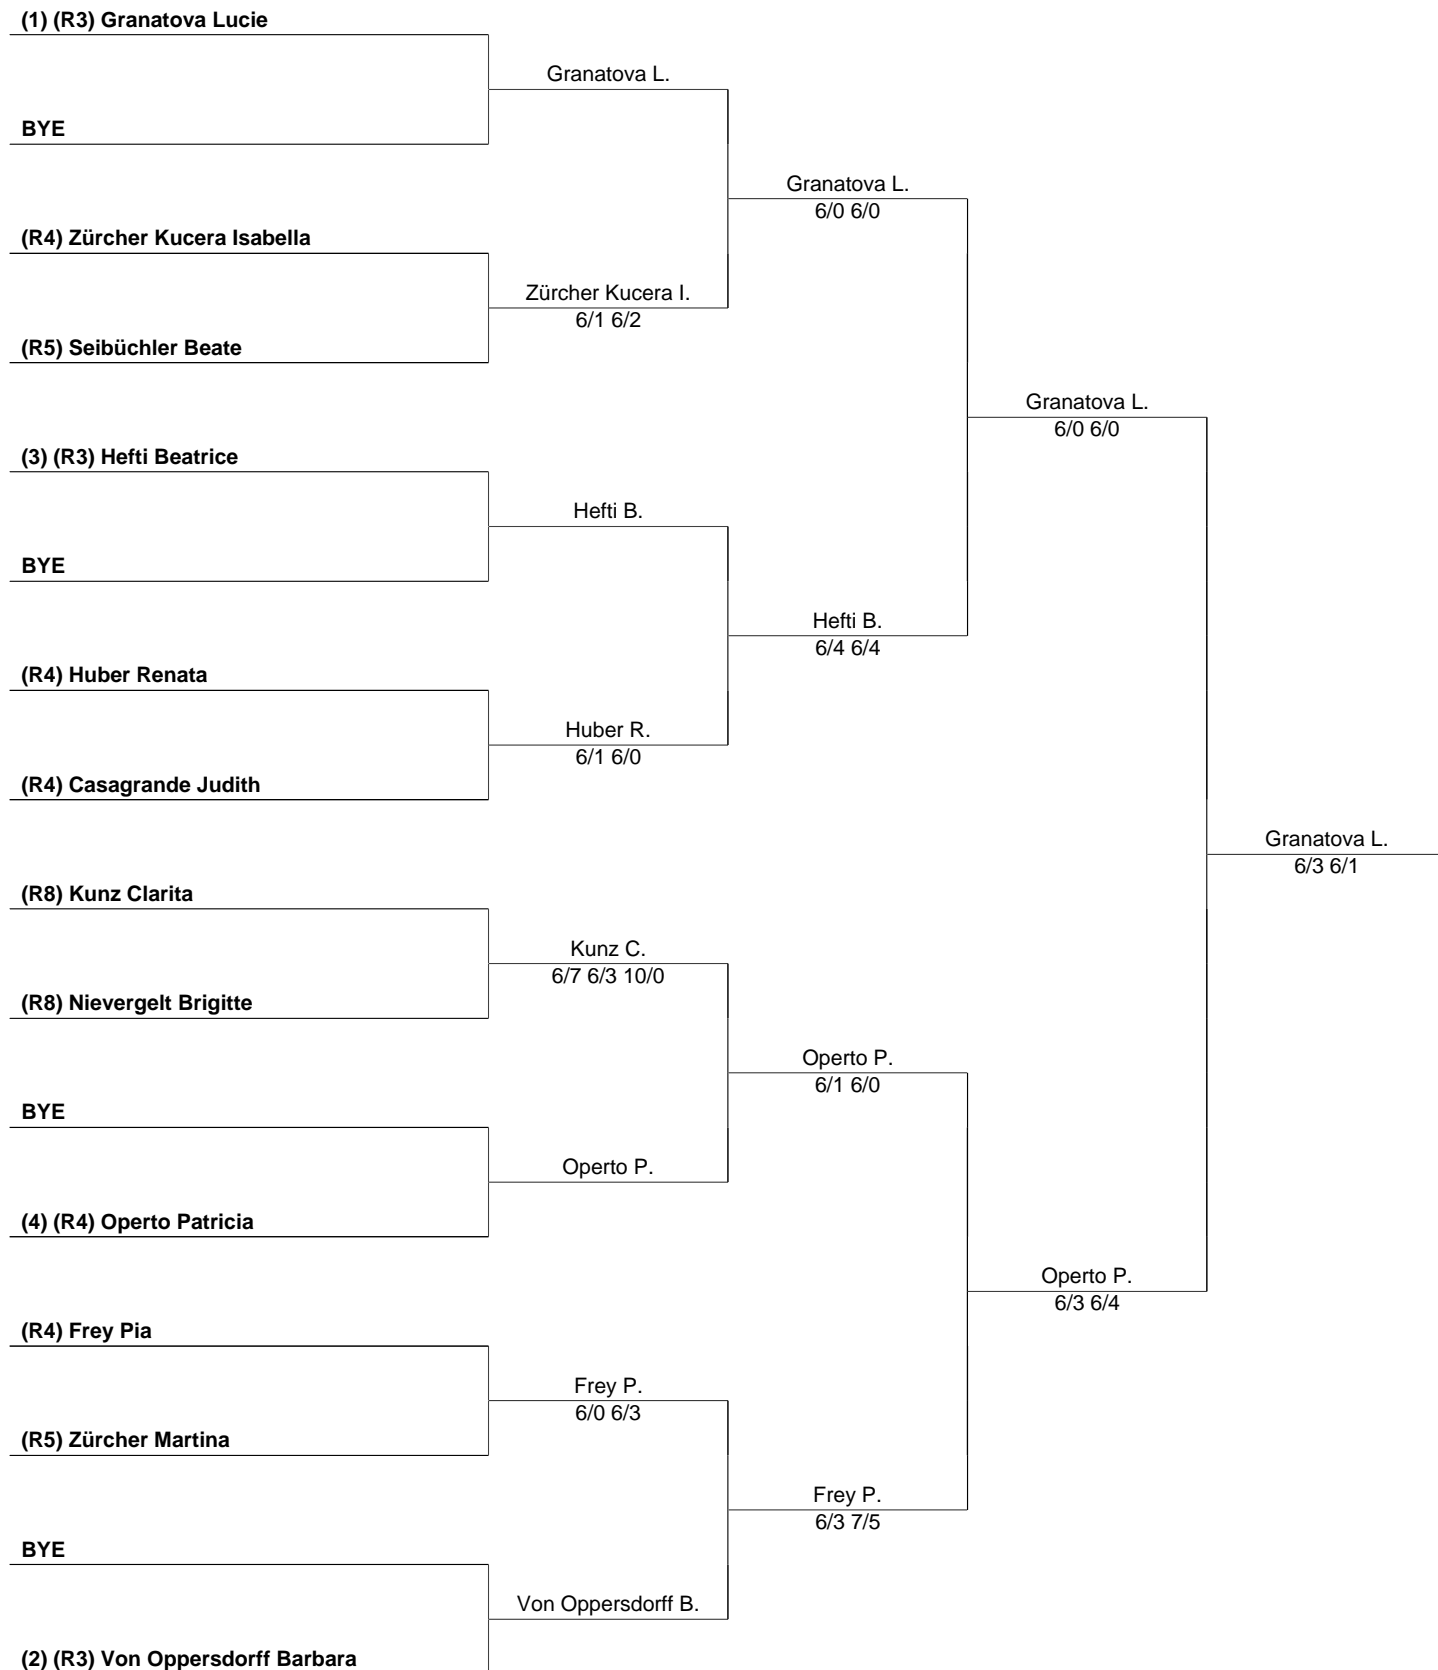 (1) (R3) Granatova Lucie
Granatova L.
BYE
Granatova L.
6/0 6/0
(R4) Zürcher Kucera Isabella
Zürcher Kucera I.
6/1 6/2
(R5) Seibüchler Beate
Granatova L.
6/0 6/0
(3) (R3) Hefti Beatrice
Hefti B.
BYE
Hefti B.
6/4 6/4
(R4) Huber Renata
Huber R.
6/1 6/0
(R4) Casagrande Judith
Granatova L.
6/3 6/1
(R8) Kunz Clarita
Kunz C.
6/7 6/3 10/0
(R8) Nievergelt Brigitte
Operto P.
6/1 6/0
BYE
Operto P.
(4) (R4) Operto Patricia
Operto P.
6/3 6/4
(R4) Frey Pia
Frey P.
6/0 6/3
(R5) Zürcher Martina
Frey P.
6/3 7/5
BYE
Von Oppersdorff B.
(2) (R3) Von Oppersdorff Barbara